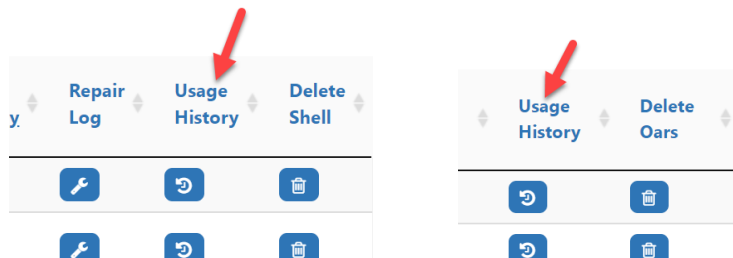 Repair Usage Delete
y Log History Shell
Usage Delete
History Oars